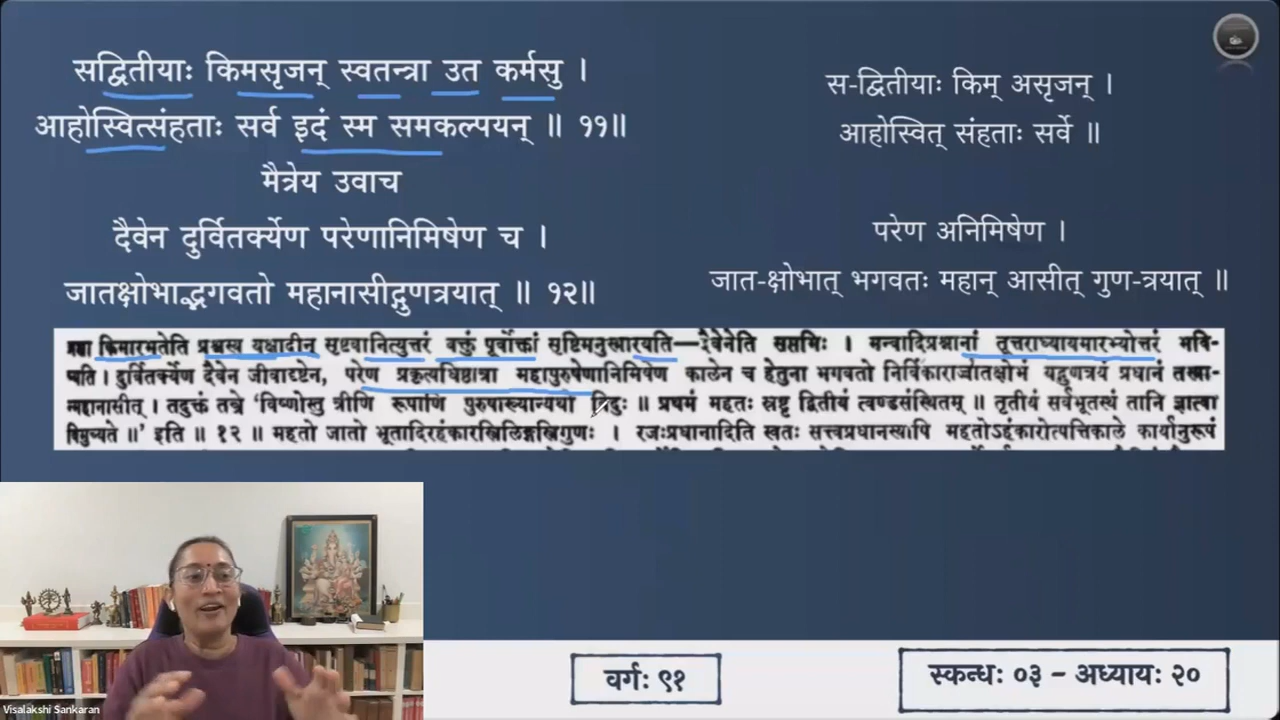 सद्वितीयाः किमसृजन् स्वतन्त्रा उत कर्मसु ।
आहोस्वित्संहताः सर्व इदं स्म समकल्पयन् ॥ ११॥
मैत्रेय उवाच
दैवेन दुर्वितर्क्येण परेणानिमिषेण च ।
जातक्षोभाद्भगवतो महानासीद्गुणत्रयात् ॥ १२॥
स-द्वितीयाः किम् असृजन् ।
आहोस्वित् संहताः सर्वे ॥
परेण अनिमिषेण ।
जात-क्षोभात् भगवतः महान् आसीत् गुण-त्रयात् ॥
किमारभतेति प्रश्नस्य यक्षादीन् सृष्टवानित्युत्तरं वक्तुं पूर्वोक्तां सृष्टिमनुस्मारयति—दैवेनेति सप्तभिः । मन्वादिप्रश्नानां तूत्तराध्यायमारभ्योत्तरं भवि-
ष्यति । दुर्वितर्क्येण दैवेन जीवादृष्टेन, परेण प्रकृत्यधिष्ठात्रा महापुरुषेणानिमिषेण कालेन च हेतुना भगवतो निर्विकाराज्जातक्षोभं यद्गुणत्रयं प्रधानं तस्मा-
न्महानासीत् । तदुक्तं तन्त्रे 'विष्णोस्तु त्रीणि रूपाणि पुरुषाख्यान्यथो विदुः ॥ प्रथमं महतः स्रष्टृ द्वितीयं त्वण्डसंस्थितम् ॥ तृतीयं सर्वभूतस्थं तानि ज्ञात्वा
विमुच्यते ॥' इति ॥ १२ ॥ महतो जातो भूतादिरहंकारस्त्रिलिङ्गस्त्रिगुणः । रजःप्रधानादिति स्वतः सत्त्वप्रधानस्यापि महतोऽहंकारोत्पत्तिकाले कार्यानुरूपं
Visalakshi Sankaran
वर्गः ९१
स्कन्धः ०३ – अध्यायः २०